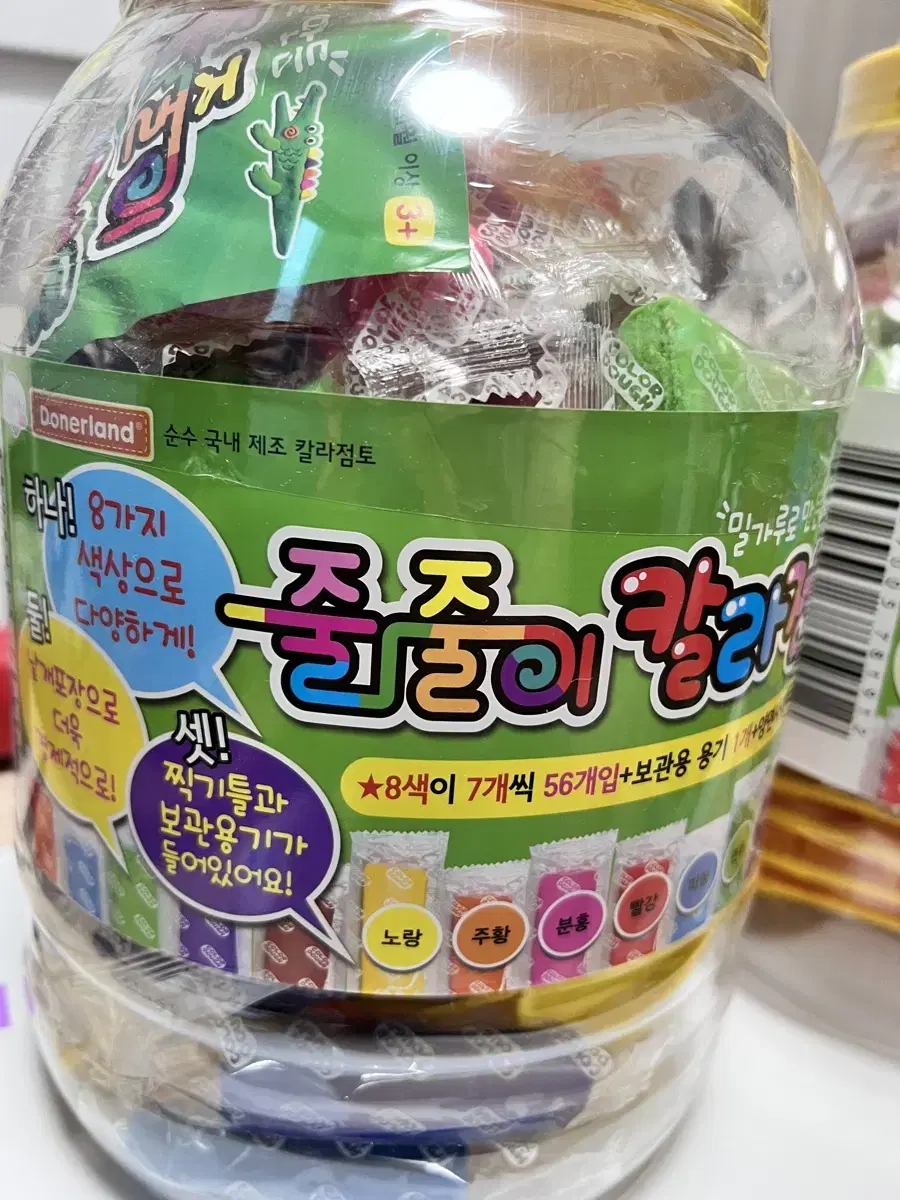 이상
3+
COLOR DOUGH
Donerland
순수 국내 제조 칼라점토
하나!
8가지
색상으로
다양하게!
둘!
낱개포장으로
더욱
경제적으로!
셋!
찍기틀과
보관용기가
들어있어요!
밀가루로
줄줄이 칼라
★8색이 7개씩 56개입+보관용 용기 1개+
노랑
주황
분홍
빨강